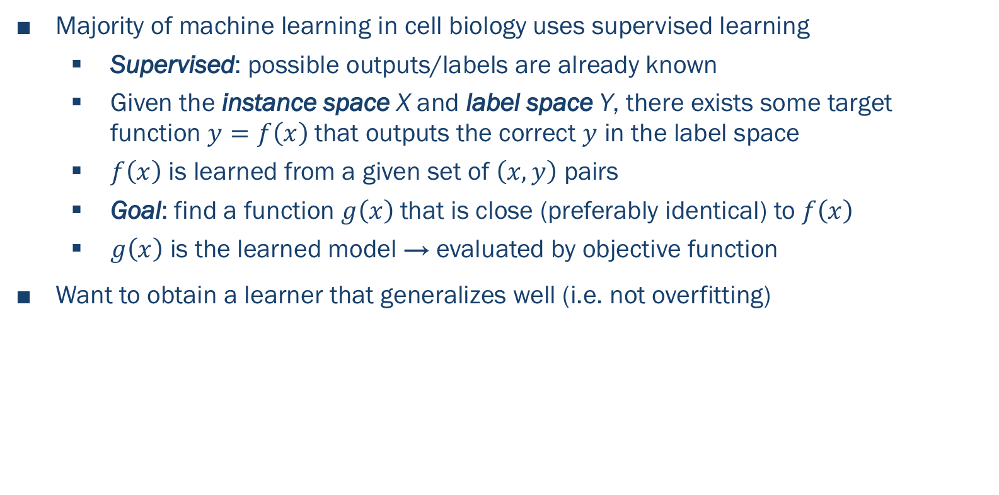 ■ Majority of machine learning in cell biology uses supervised learning
▪ Supervised: possible outputs/labels are already known
▪ Given the instance space X and label space Y, there exists some target
function y = f(x) that outputs the correct y in the label space
▪ f(x) is learned from a given set of (x, y) pairs
▪ Goal: find a function g(x) that is close (preferably identical) to f(x)
▪ g(x) is the learned model → evaluated by objective function
■ Want to obtain a learner that generalizes well (i.e. not overfitting)